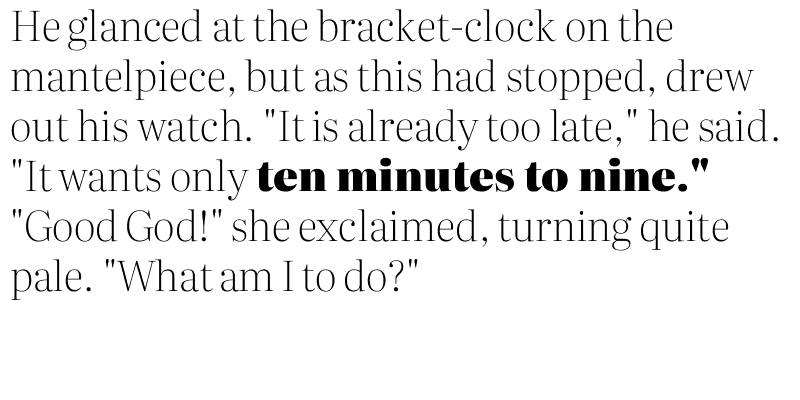 He glanced at the bracket-clock on the
mantelpiece, but as this had stopped, drew
out his watch. "It is already too late," he said.
"It wants only ten minutes to nine."
"Good God!" she exclaimed, turning quite
pale. "What am I to do?"